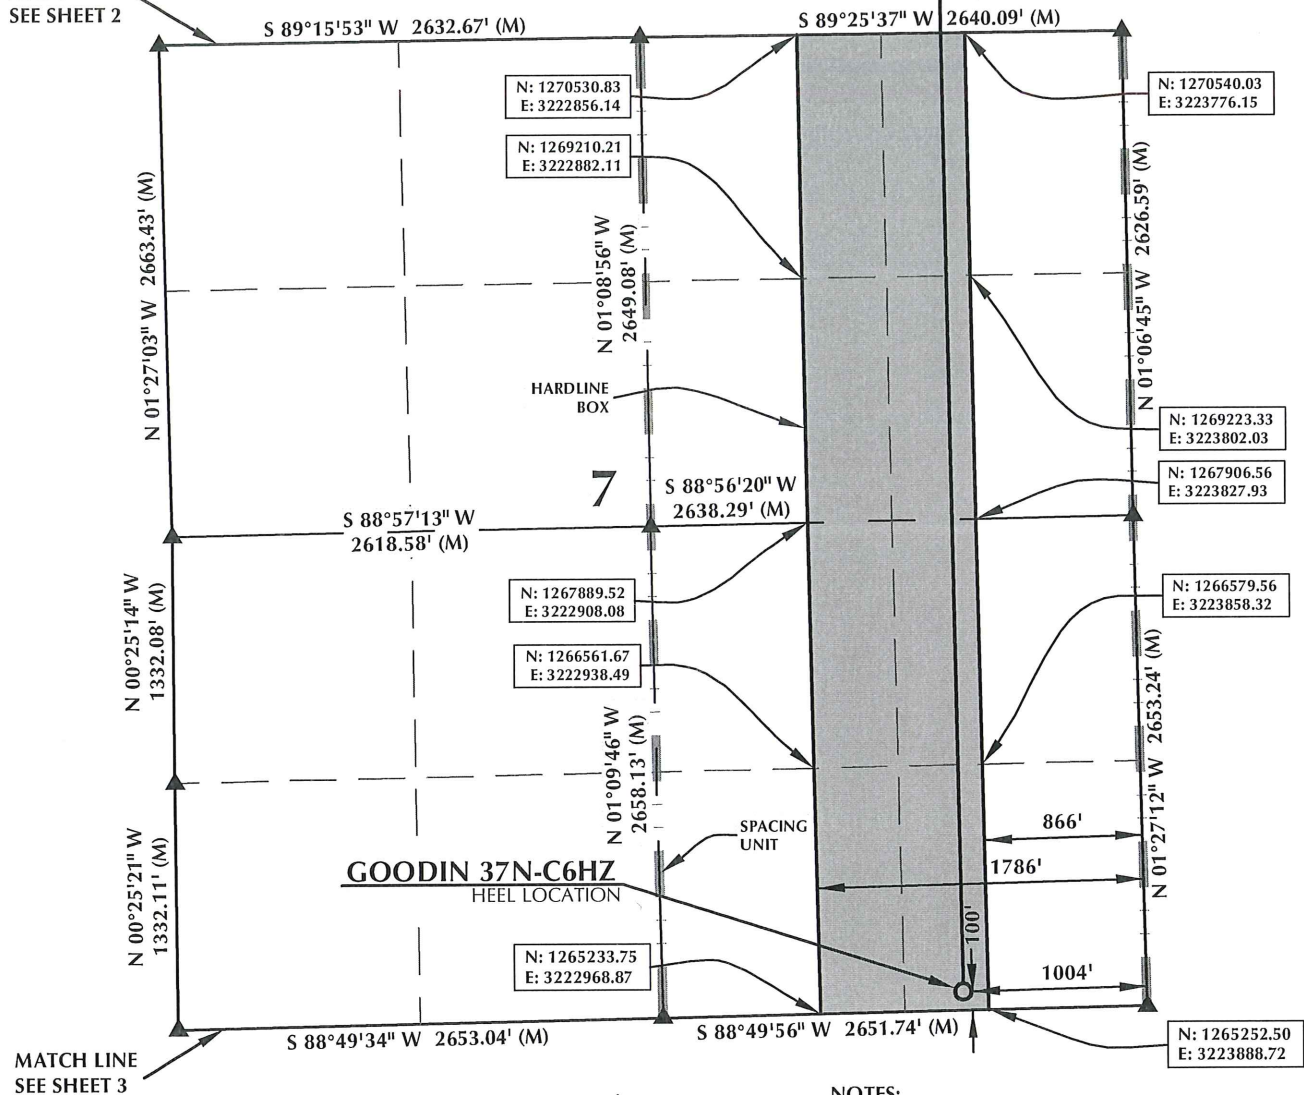 SEE SHEET 2
S 89°15'53" W 2632.67' (M)
S 89°25'37" W 2640.09' (M)
N: 1270530.83
E: 3222856.14
N: 1270540.03
E: 3223776.15
N: 1269210.21
E: 3222882.11
N 01°27'03" W 2663.43' (M)
N 01°08'56" W
2649.08' (M)
N 01°06'45" W 2626.59' (M)
HARDLINE
BOX
N: 1269223.33
E: 3223802.03
7
S 88°56'20" W
2638.29' (M)
N: 1267906.56
E: 3223827.93
S 88°57'13" W
2618.58' (M)
N: 1267889.52
E: 3222908.08
N: 1266579.56
E: 3223858.32
N 00°25'14" W
1332.08' (M)
N: 1266561.67
E: 3222938.49
N 01°09'46" W
2658.13' (M)
N 01°27'12" W 2653.24' (M)
SPACING
UNIT
866'
1786'
GOODIN 37N-C6HZ
HEEL LOCATION
N 00°25'21" W
1332.11' (M)
100'
1004'
N: 1265233.75
E: 3222968.87
S 88°49'34" W 2653.04' (M)
S 88°49'56" W 2651.74' (M)
N: 1265252.50
E: 3223888.72
MATCH LINE
SEE SHEET 3
NOTES: